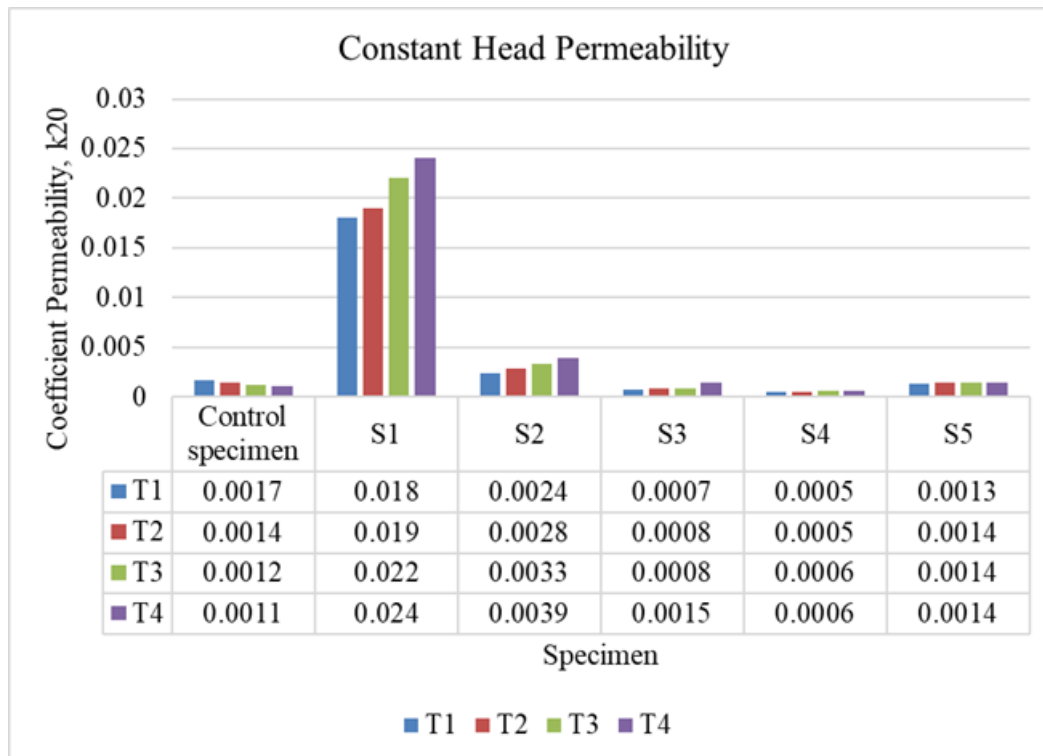 Constant Head Permeability
Coefficient Permeability, k20
0.03
0.025
0.02
0.015
0.01
0.005
0
Control
specimen
S1 S2 S3 S4 S5
T1 0.0017 0.018 0.0024 0.0007 0.0005 0.0013
T2 0.0014 0.019 0.0028 0.0008 0.0005 0.0014
T3 0.0012 0.022 0.0033 0.0008 0.0006 0.0014
T4 0.0011 0.024 0.0039 0.0015 0.0006 0.0014
Specimen
T1 T2 T3 T4